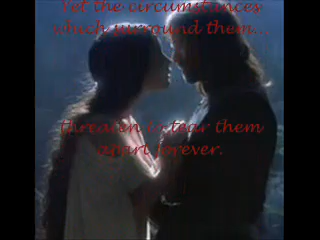 Yet the circumstances
which surround them...
threaten to tear them
apart forever.